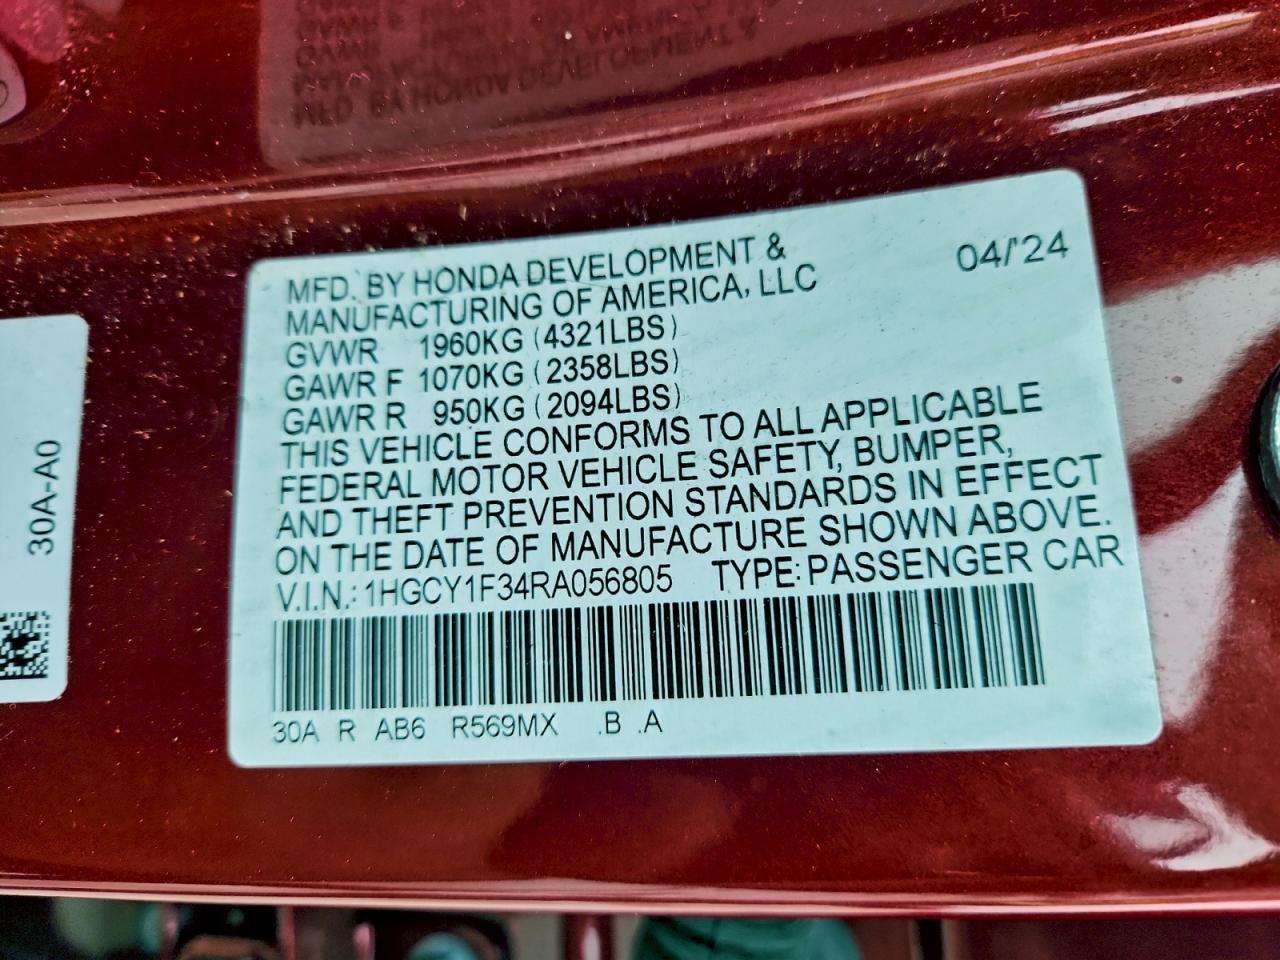 MFD. BY HONDA DEVELOPMENT & 04/'24
MANUFACTURING OF AMERICA, LLC
GVWR 1960KG (4321LBS)
GAWR F 1070KG (2358LBS)
GAWR R 950KG (2094LBS)
THIS VEHICLE CONFORMS TO ALL APPLICABLE
FEDERAL MOTOR VEHICLE SAFETY, BUMPER,
AND THEFT PREVENTION STANDARDS IN EFFECT
ON THE DATE OF MANUFACTURE SHOWN ABOVE.
V.I.N.: 1HGCY1F34RA056805 TYPE: PASSENGER CAR
30A R AB6 R569MX .B .A
30A-A0